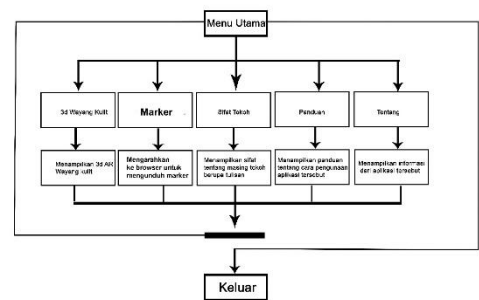 Menu Utama
3d Wayang Kulit
Marker
Sifat Tokoh
Panduan
Tentang
Menampilkan 3d AR
Wayang kulit
Mengarahkan
ke browser untuk
mengunduh marker
Menampilkan sifat
tentang masing tokoh
berupa tulisan
Menampilkan panduan
tentang cara pengunaan
aplikasi tersebut
Menampilkan informasi
dari aplikasi tersebut
Keluar